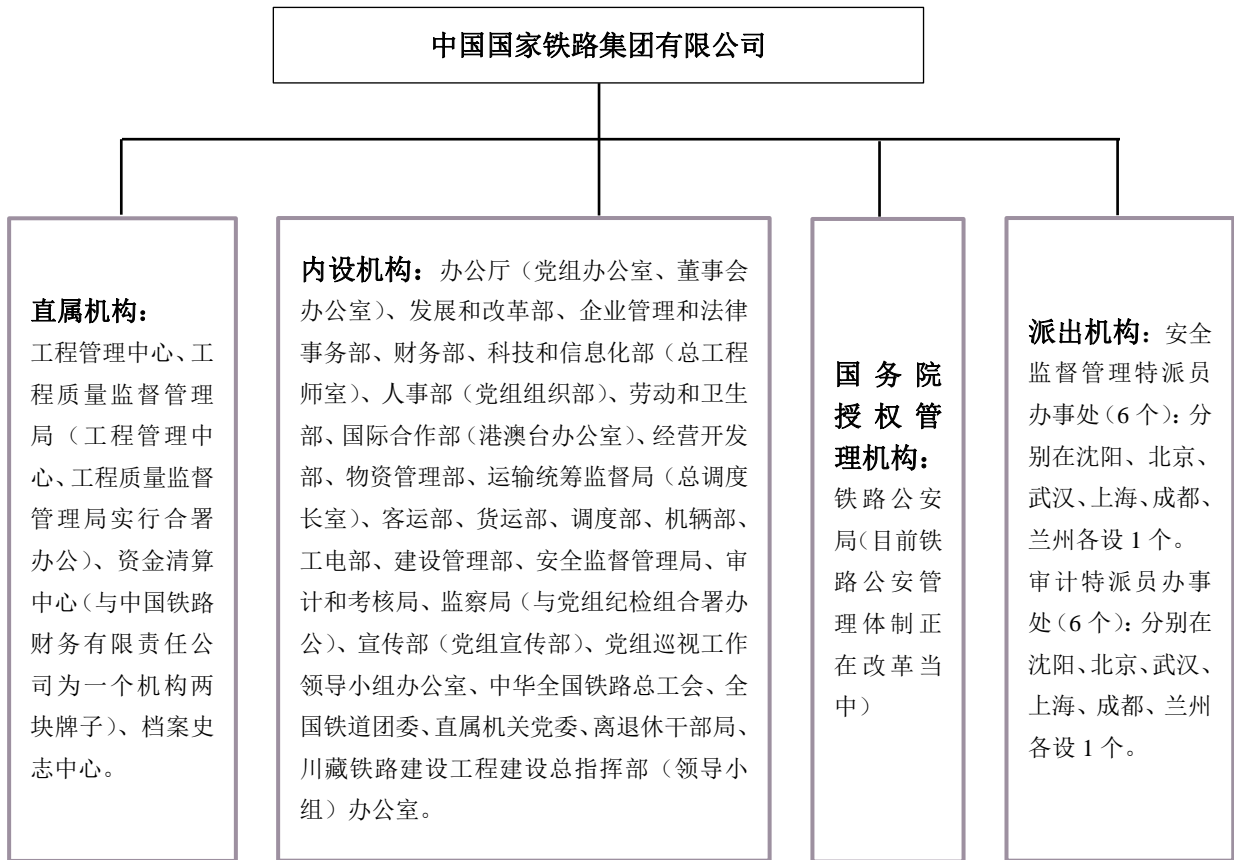 中国国家铁路集团有限公司
直属机构：
工程管理中心、工
程质量监督管理
局（工程管理中
心、工程质量监督
管理局实行合署
办公）、资金清算
中心（与中国铁路
财务有限责任公
司为一个机构两
块牌子）、档案史
志中心。
内设机构：办公厅（党组办公室、董事会
办公室）、发展和改革部、企业管理和法律
事务部、财务部、科技和信息化部（总工程
师室）、人事部（党组组织部）、劳动和卫生
部、国际合作部（港澳台办公室）、经营开发
部、物资管理部、运输统筹监督局（总调度
长室）、客运部、货运部、调度部、机辆部、
工电部、建设管理部、安全监督管理局、审
计和考核局、监察局（与党组纪检组合署办
公）、宣传部（党组宣传部）、党组巡视工作
领导小组办公室、中华全国铁路总工会、全
国铁道团委、直属机关党委、离退休干部局、
川藏铁路建设工程建设总指挥部（领导小
组）办公室。
国务院
授权管
理机构：
铁路公安
局（目前铁
路公安管
理体制正
在改革当
中）
派出机构：安全
监督管理特派员
办事处（6 个）：分
别在沈阳、北京、
武汉、上海、成都、
兰州各设 1 个。
审计特派员办事
处（6 个）：分别在
沈阳、北京、武汉、
上海、成都、兰州
各设 1 个。